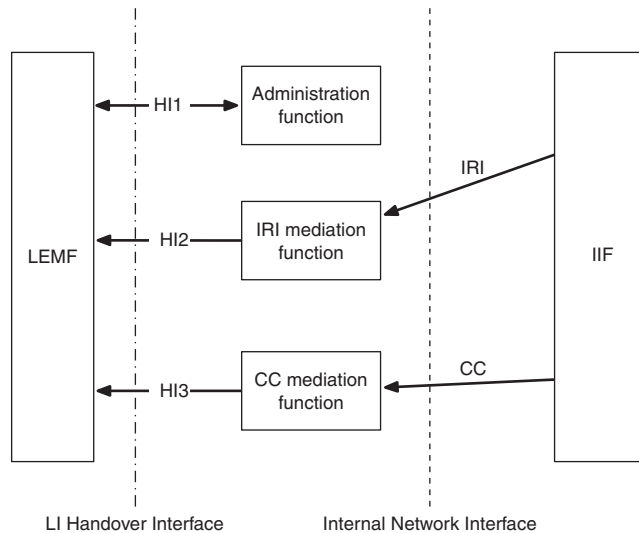 LEMF
HI1
Administration
function
IRI
HI2
IRI mediation
function
IIF
HI3
CC mediation
function
CC
LI Handover Interface
Internal Network Interface